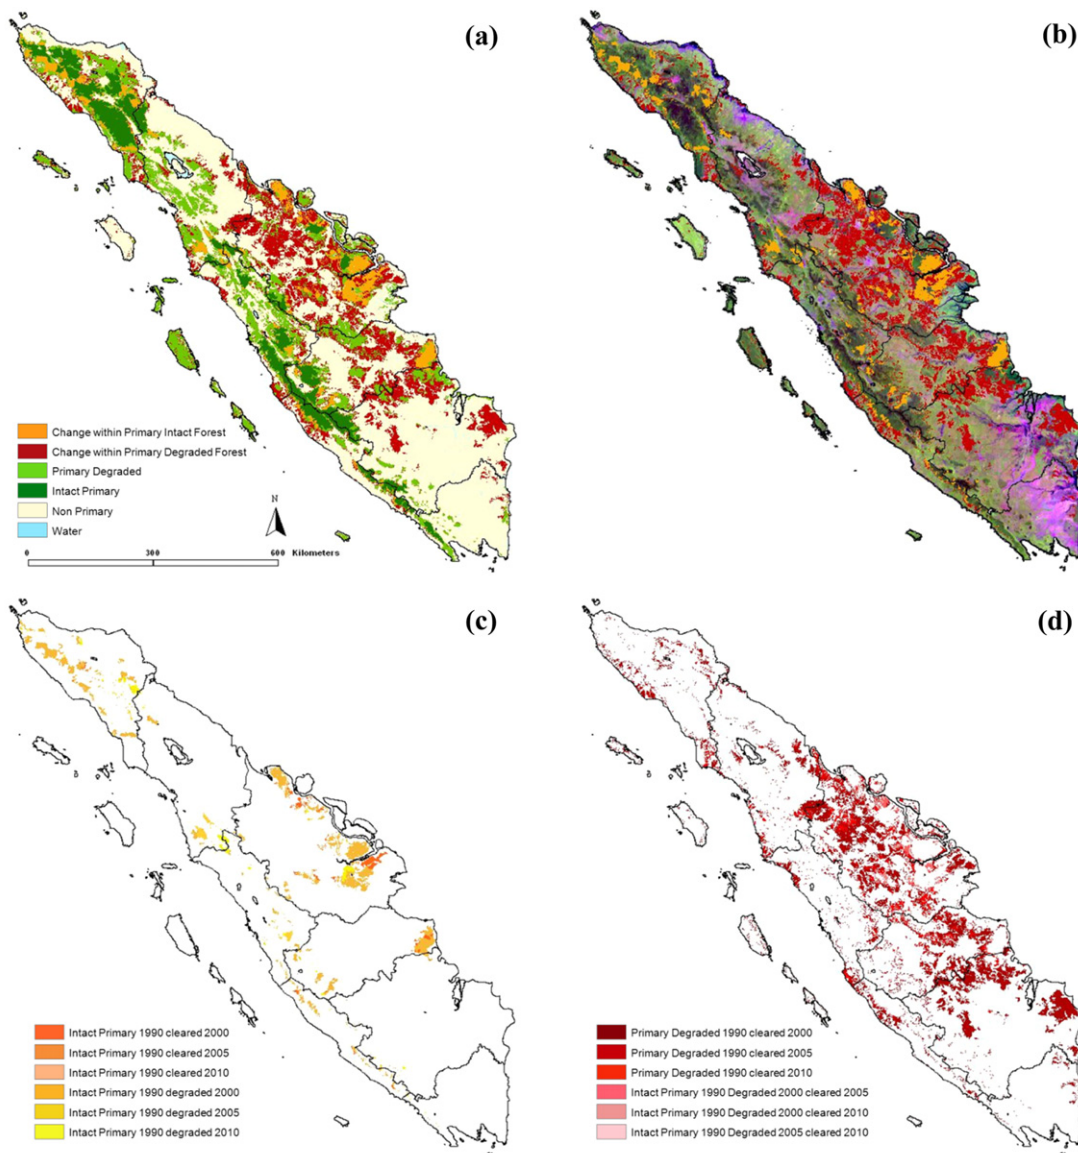 (a)
(b)
Change within Primary Intact Forest
Change within Primary Degraded Forest
Primary Degraded
Intact Primary
Non Primary
Water
N
0 300 600 Kilometers
(c)
(d)
Intact Primary 1990 cleared 2000
Intact Primary 1990 cleared 2005
Intact Primary 1990 cleared 2010
Intact Primary 1990 degraded 2000
Intact Primary 1990 degraded 2005
Intact Primary 1990 degraded 2010
Primary Degraded 1990 cleared 2000
Primary Degraded 1990 cleared 2005
Primary Degraded 1990 cleared 2010
Intact Primary 1990 Degraded 2000 cleared 2005
Intact Primary 1990 Degraded 2000 cleared 2010
Intact Primary 1990 Degraded 2005 cleared 2010